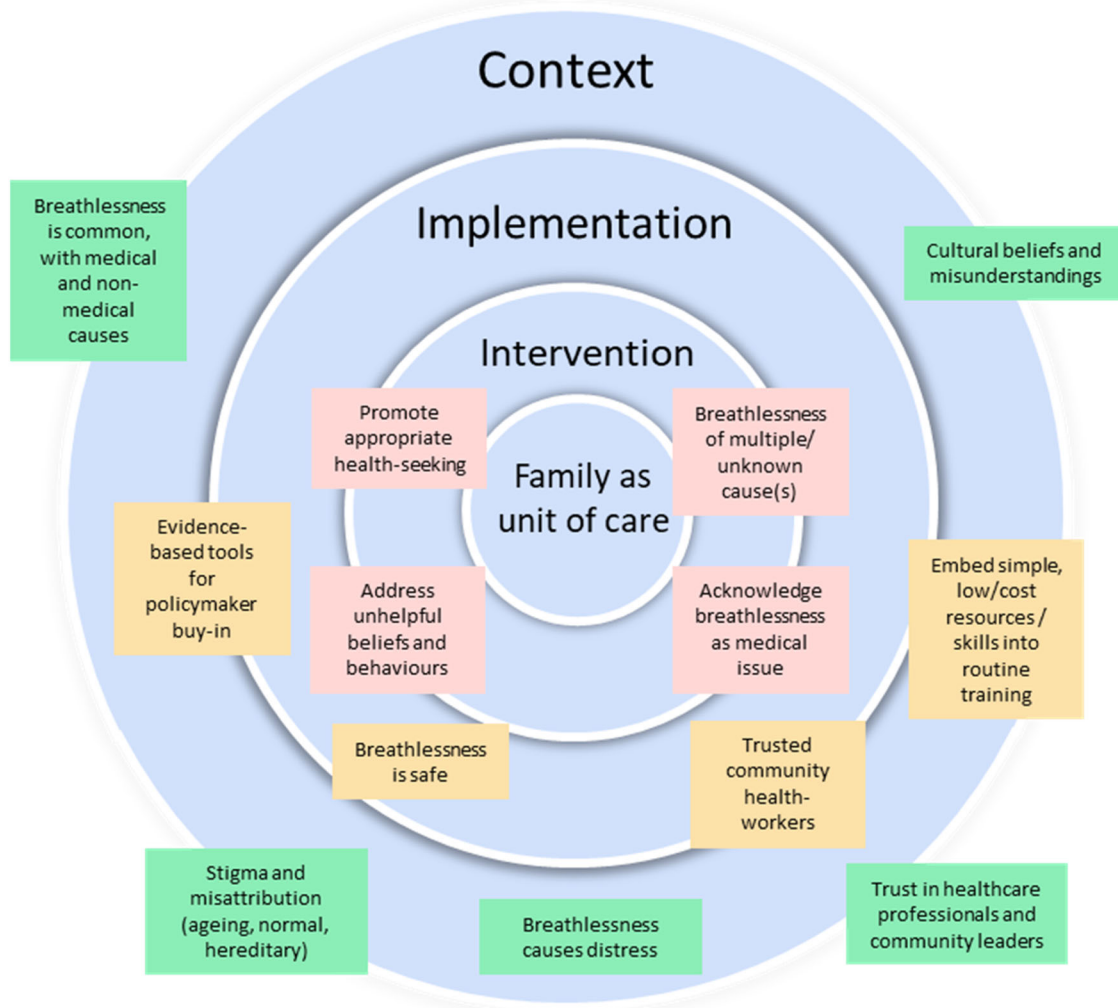 Context
Breathlessness
is common,
with medical
and non-
medical
causes
Implementation
Cultural beliefs and
misunderstandings
Intervention
Promote
appropriate
health-seeking
Breathlessness
of multiple/
unknown
cause(s)
Family as
unit of care
Evidence-
based tools
for
policymaker
buy-in
Address
unhelpful
beliefs and
behaviours
Acknowledge
breathlessness
as medical
issue
Embed simple,
low/cost
resources /
skills into
routine
training
Breathlessness
is safe
Trusted
community
health-
workers
Stigma and
misattribution
(ageing, normal,
hereditary)
Breathlessness
causes distress
Trust in healthcare
professionals and
community leaders